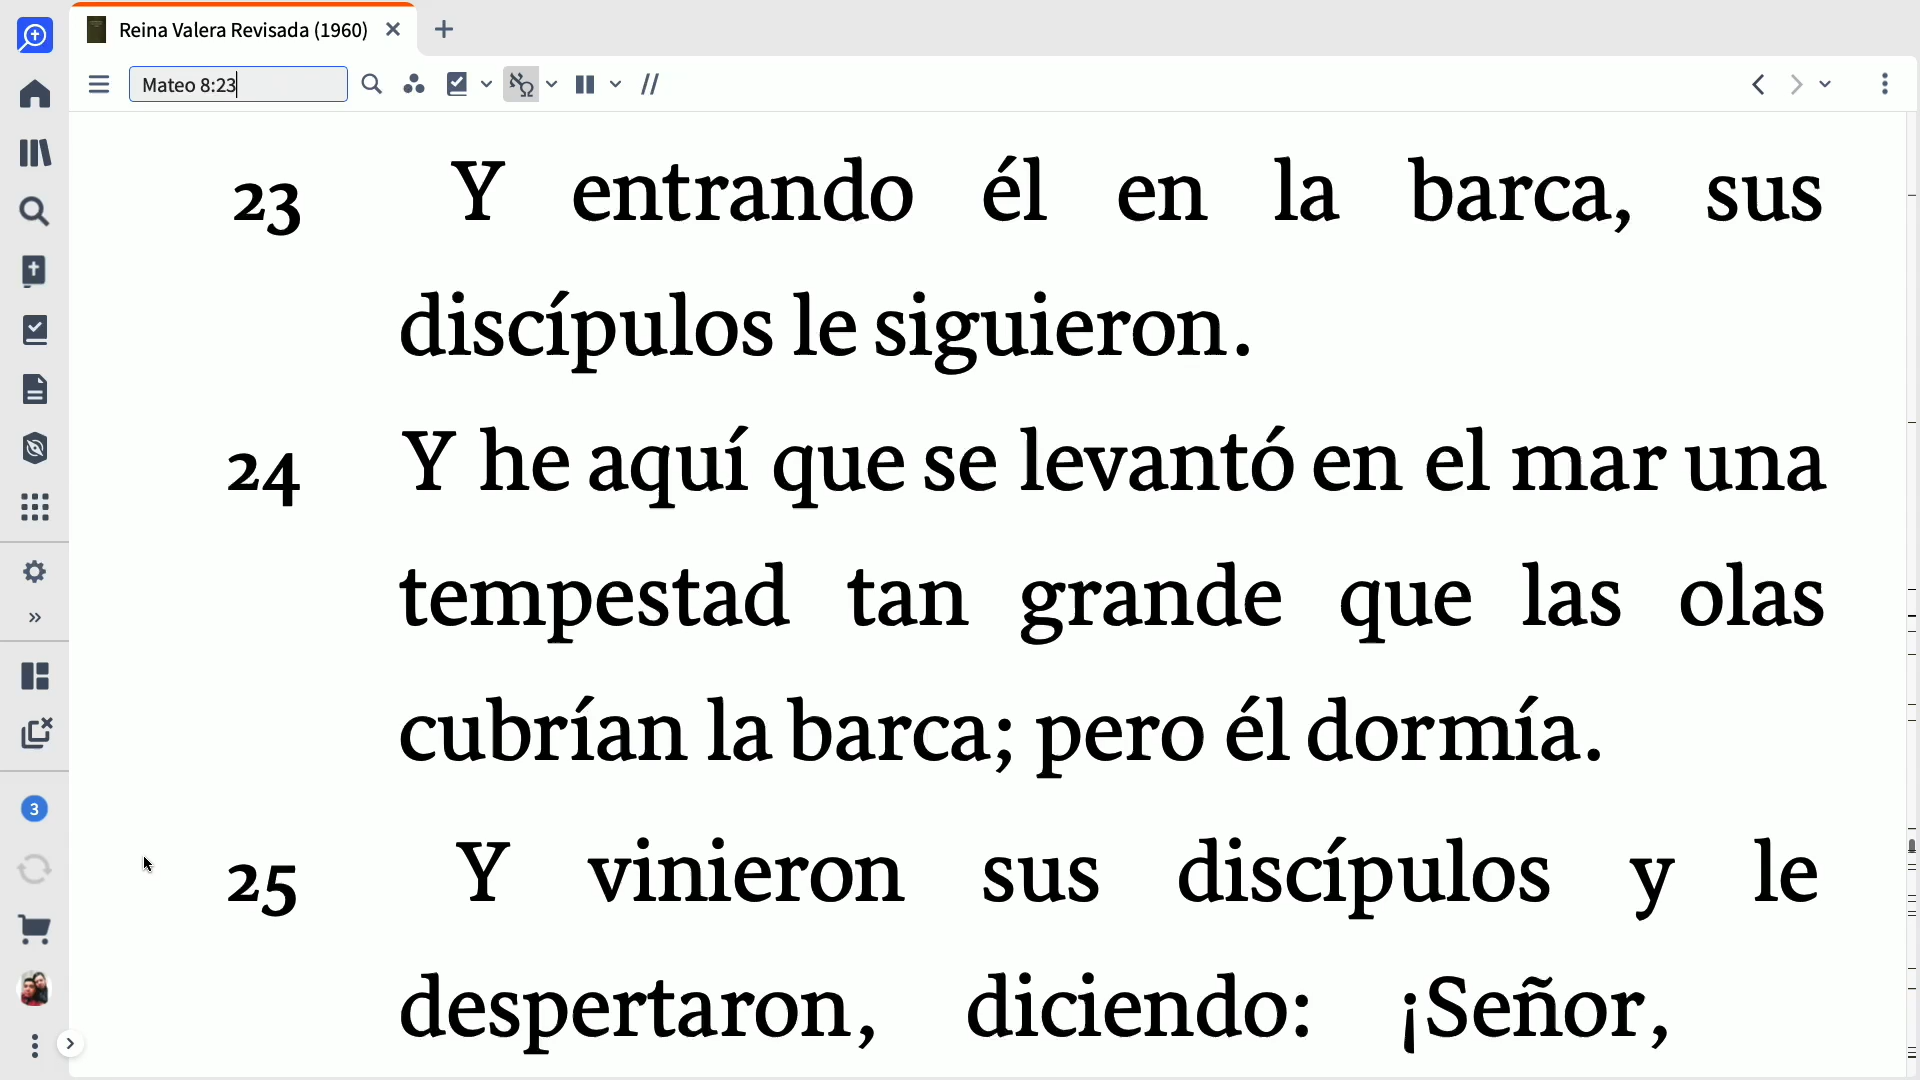 Reina Valera Revisada (1960)
Mateo 8:23
23 Y entrando él en la barca, sus
discípulos le siguieron.
24 Y he aquí que se levantó en el mar una
tempestad tan grande que las olas
cubrían la barca; pero él dormía.
25 Y vinieron sus discípulos y le
despertaron, diciendo: ¡Señor,
3